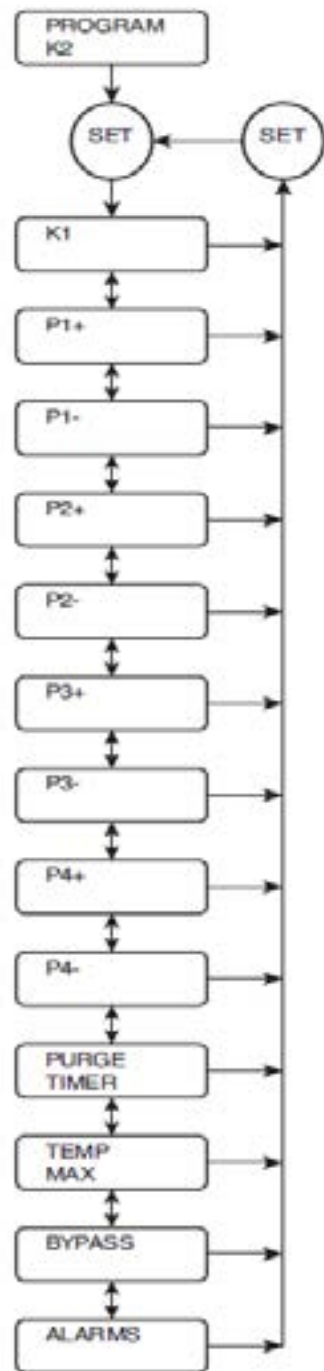 PROGRAM
K2
SET
SET
K1
P1+
P1-
P2+
P2-
P3+
P3-
P4+
P4-
PURGE
TIMER
TEMP
MAX
BYPASS
ALARMS